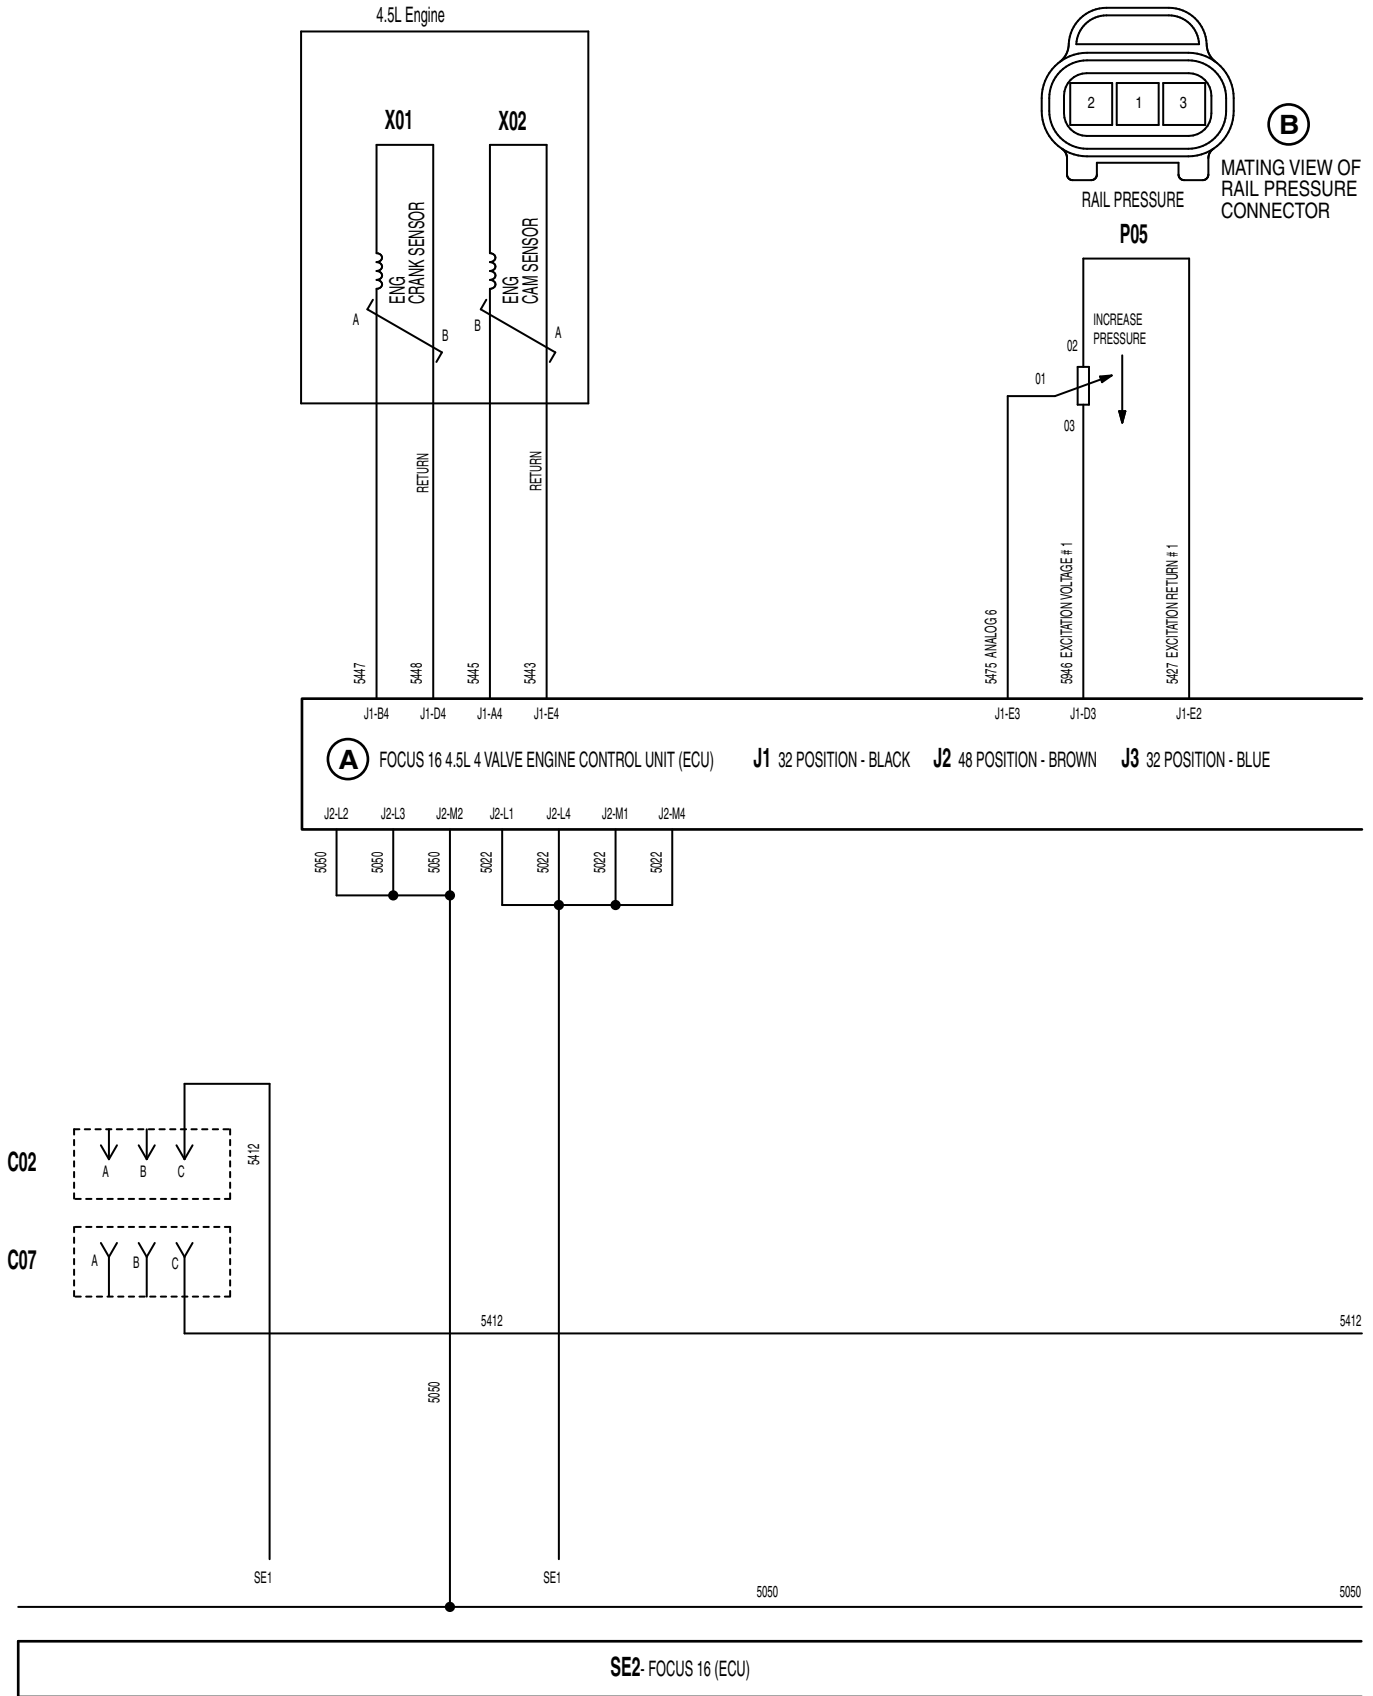 4.5L Engine
X01
X02
ENG
CRANK SENSOR
ENG
CAM SENSOR
A
B
B
A
RETURN
RETURN
2
1
3
B
MATING VIEW OF
RAIL PRESSURE
CONNECTOR
RAIL PRESSURE
P05
INCREASE
PRESSURE
02
01
03
5447
5448
5445
5443
5475 ANALOG 6
5946 EXCITATION VOLTAGE # 1
5427 EXCITATION RETURN # 1
J1-B4
J1-D4
J1-A4
J1-E4
J1-E3
J1-D3
J1-E2
A
FOCUS 16 4.5L 4 VALVE ENGINE CONTROL UNIT (ECU)
J1 32 POSITION - BLACK
J2 48 POSITION - BROWN
J3 32 POSITION - BLUE
J2-L2
J2-L3
J2-M2
J2-L1
J2-L4
J2-M1
J2-M4
5050
5050
5050
5022
5022
5022
5022
C02
A
B
C
5412
C07
A
B
C
5412
5412
5050
SE1
SE1
5050
5050
SE2- FOCUS 16 (ECU)